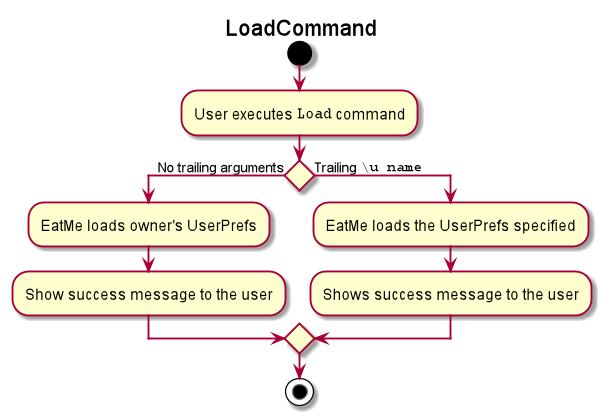 LoadCommand
User executes Load command
No trailing arguments
Trailing \u name
EatMe loads owner's UserPrefs
EatMe loads the UserPrefs specified
Show success message to the user
Shows success message to the user